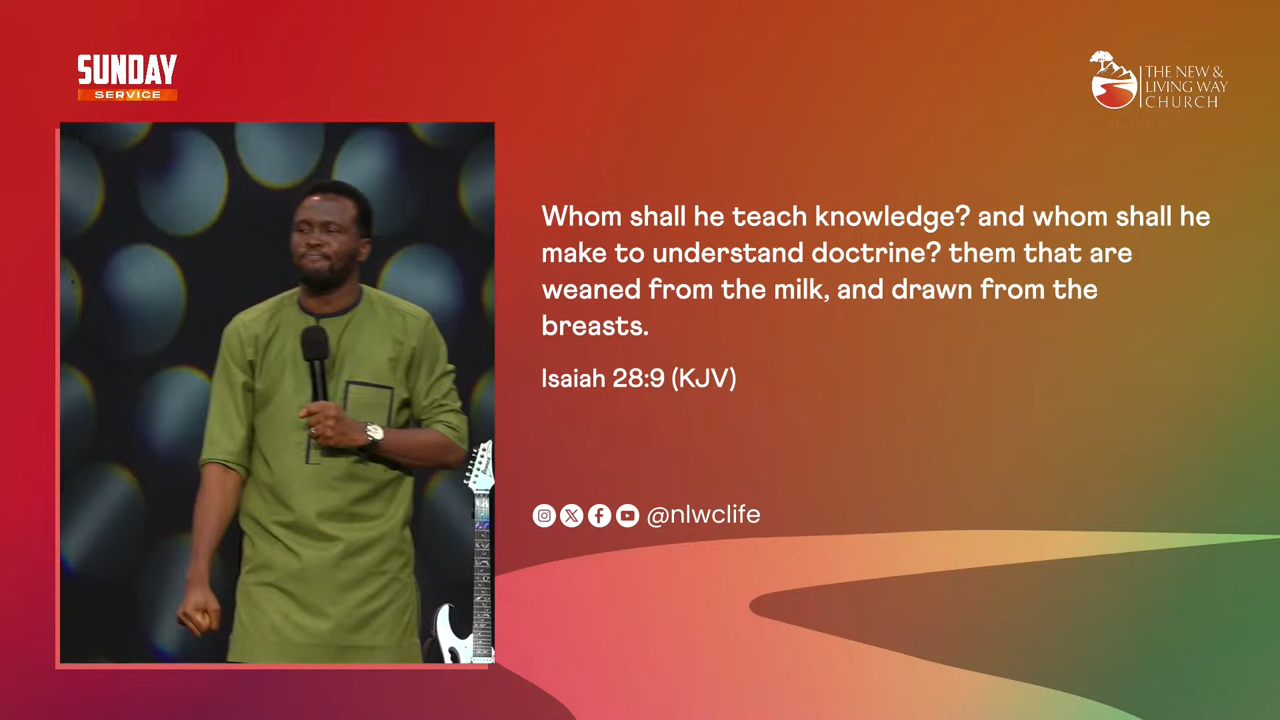 SUNDAY
SERVICE
THE NEW &
LIVING WAY
CHURCH
Whom shall he teach knowledge? and whom shall he
make to understand doctrine? them that are
weaned from the milk, and drawn from the
breasts.
Isaiah 28:9 (KJV)
@nlwclife